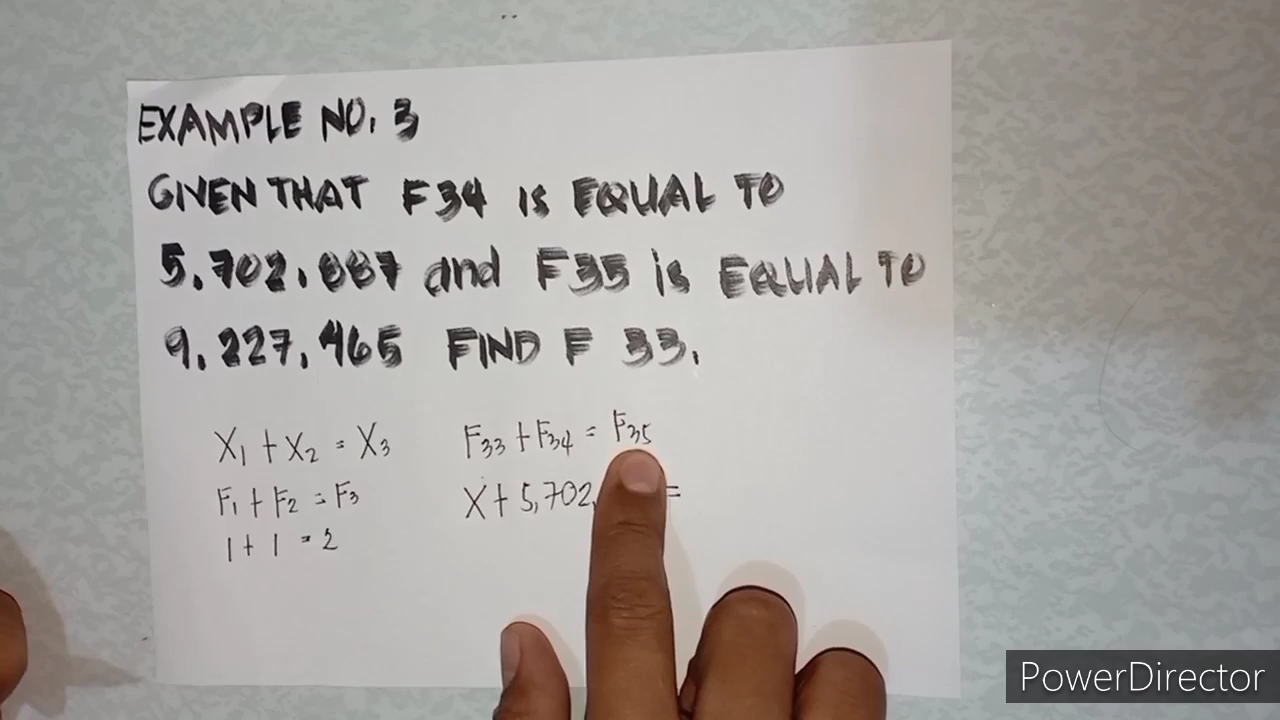 EXAMPLE NO. 3
GIVEN THAT F34 IS EQUAL TO
5.702.887 and F35 is EQUAL TO
9.227.465 FIND F 33.
X1 + X2 = X3
F1 + F2 = F3
1 + 1 = 2
F33 + F34 = F35
X + 5,702, =
PowerDirector